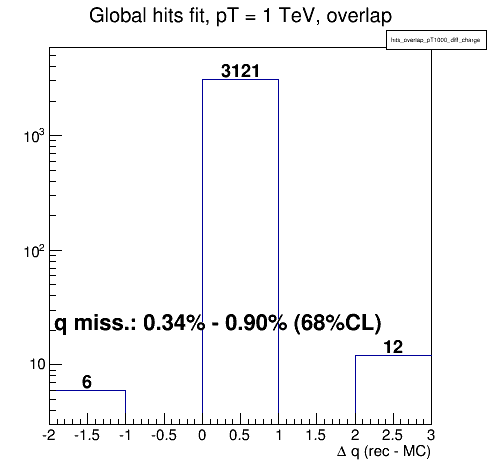 Global hits fit, pT = 1 TeV, overlap
hits_overlap_pT1000_diff_charge
3121
10³
10²
q miss.: 0.34% - 0.90% (68%CL)
10
6
12
-2 -1.5 -1 -0.5 0 0.5 1 1.5 2 2.5 3
Δ q (rec - MC)